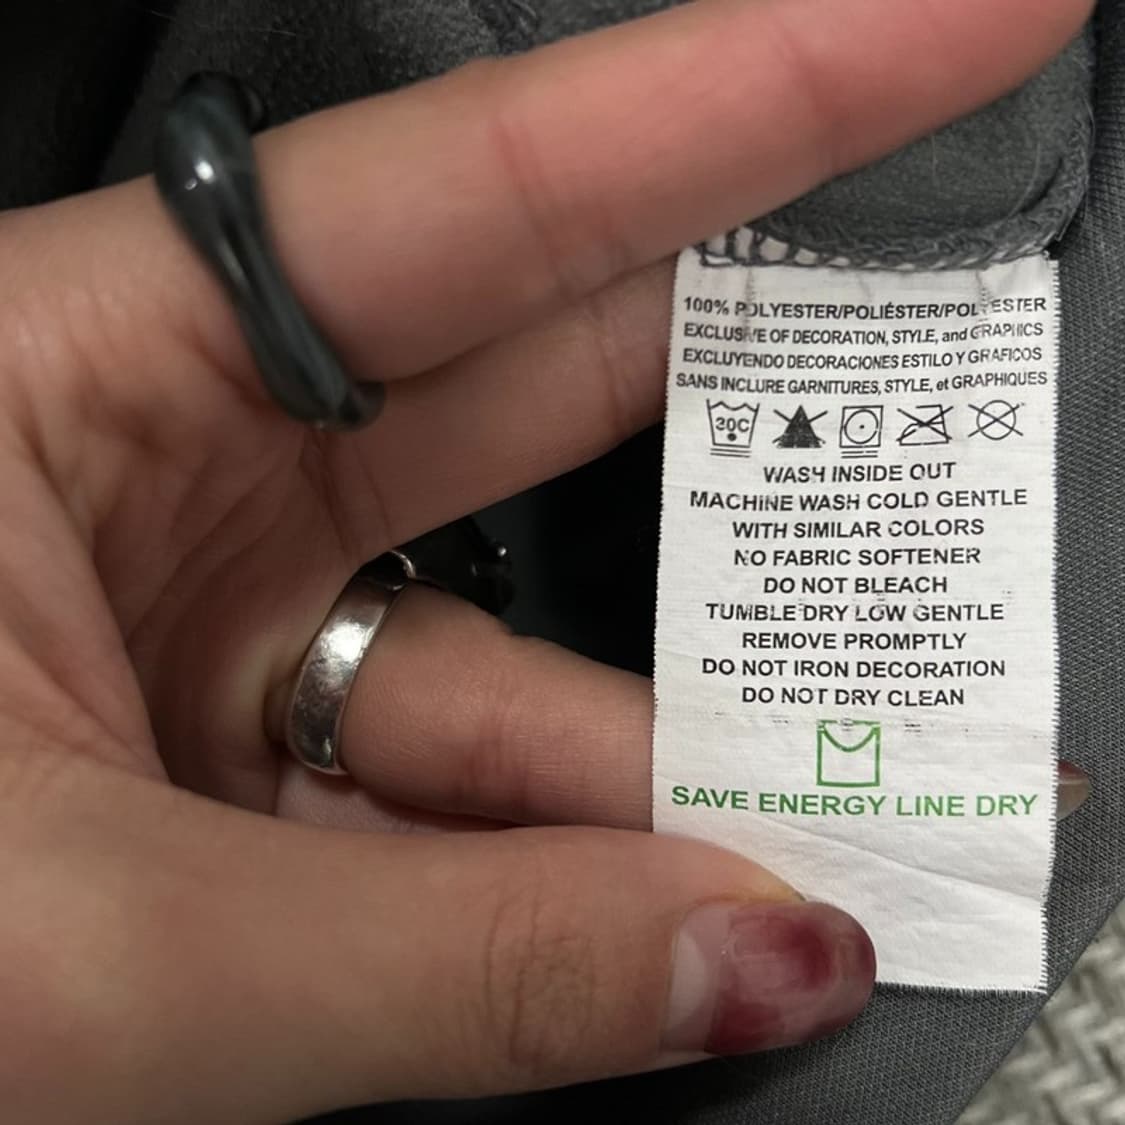 100% POLYESTER/POLIÉSTER/POLYESTER
EXCLUSIVE OF DECORATION, STYLE, and GRAPHICS
EXCLUYENDO DECORACIONES ESTILO Y GRAFICOS
SANS INCLURE GARNITURES, STYLE, et GRAPHIQUES
30C
WASH INSIDE OUT
MACHINE WASH COLD GENTLE
WITH SIMILAR COLORS
NO FABRIC SOFTENER
DO NOT BLEACH
TUMBLE DRY LOW GENTLE
REMOVE PROMPTLY
DO NOT IRON DECORATION
DO NOT DRY CLEAN
SAVE ENERGY LINE DRY